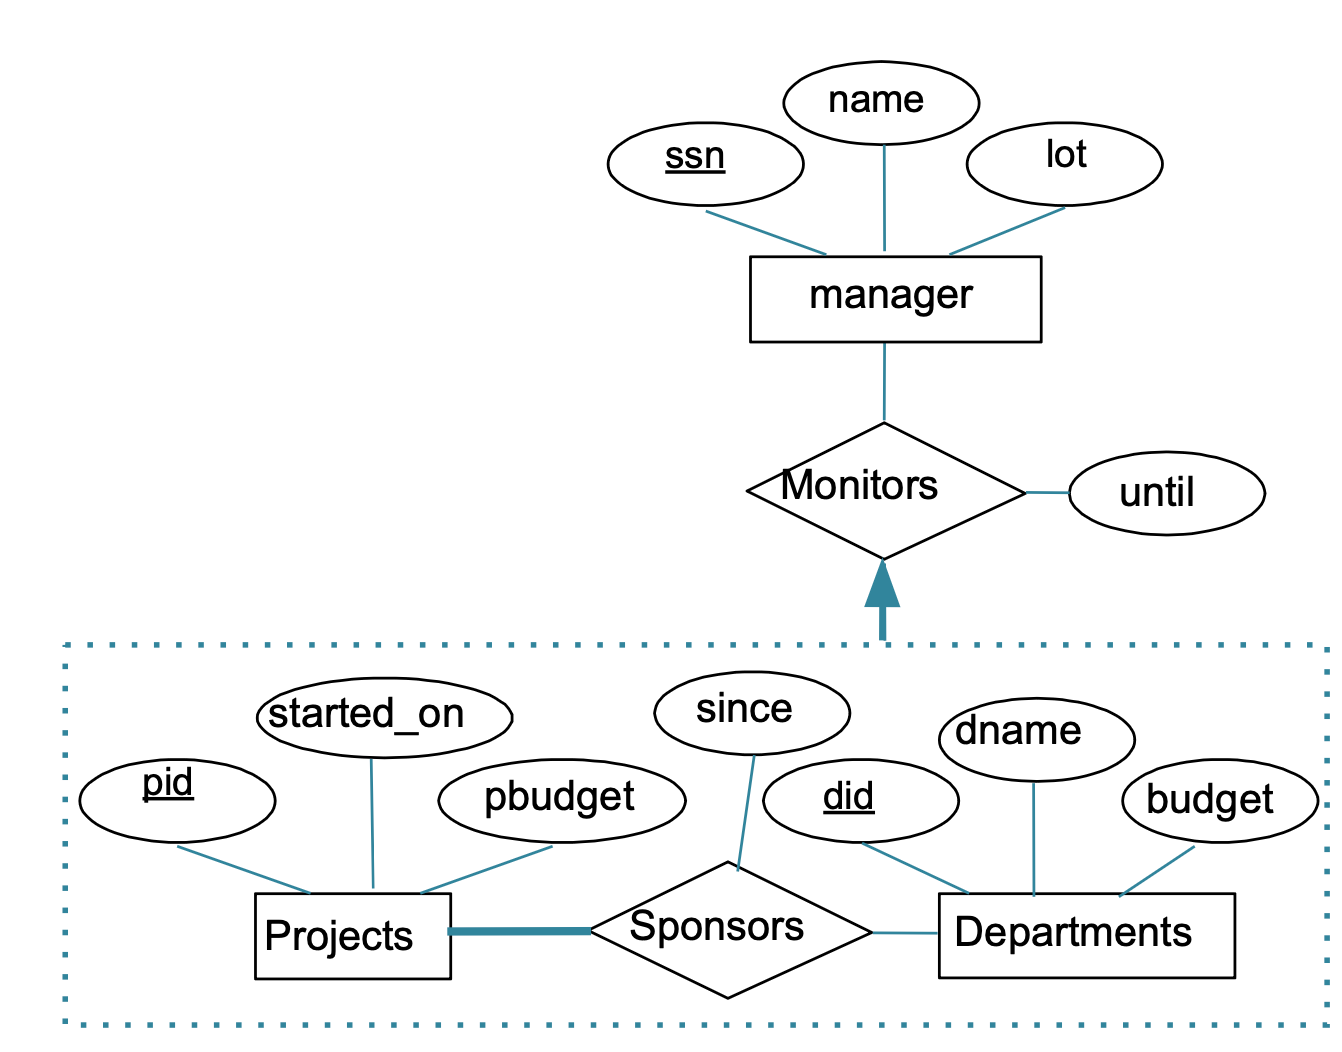 name
ssn
lot
manager
Monitors
until
started_on
since
dname
pid
pbudget
did
budget
Projects
Sponsors
Departments